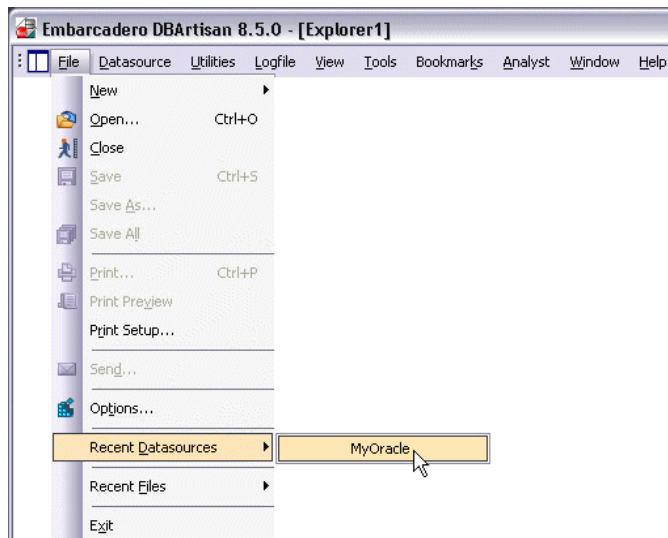 Embarcadero DBArtisan 8.5.0 - [Explorer1]
File Datasource Utilities Logfile View Tools Bookmarks Analyst Window Help
New
Open... Ctrl+O
Close
Save Ctrl+S
Save As...
Save All
Print... Ctrl+P
Print Preview
Print Setup...
Send...
Options...
Recent Datasources MyOracle
Recent Files
Exit